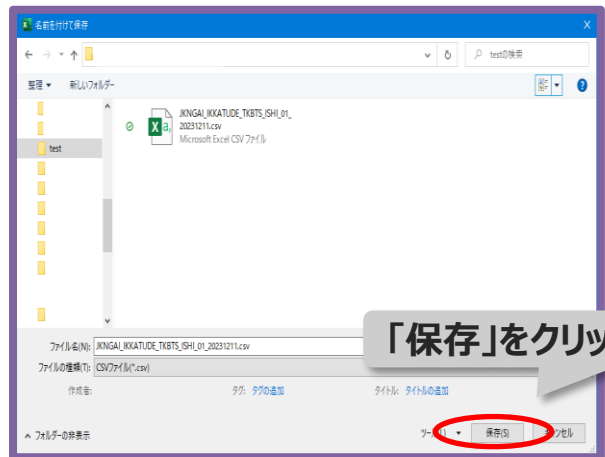 名前を付けて保存
testの検索
整理 新しいフォルダー
test
JKNGAI_IKKATUDE_TKBTS_ISHI_01_
20231211.csv
Microsoft Excel CSV ファイル
ファイル名(N): JKNGAI_IKKATUDE_TKBTS_ISHI_01_20231211.csv
ファイルの種類(T): CSVファイル(*.csv)
作成者: タグ: タグの追加 タイトル: タイトルの追加
「保存」をクリッ
フォルダーの非表示 保存(S)